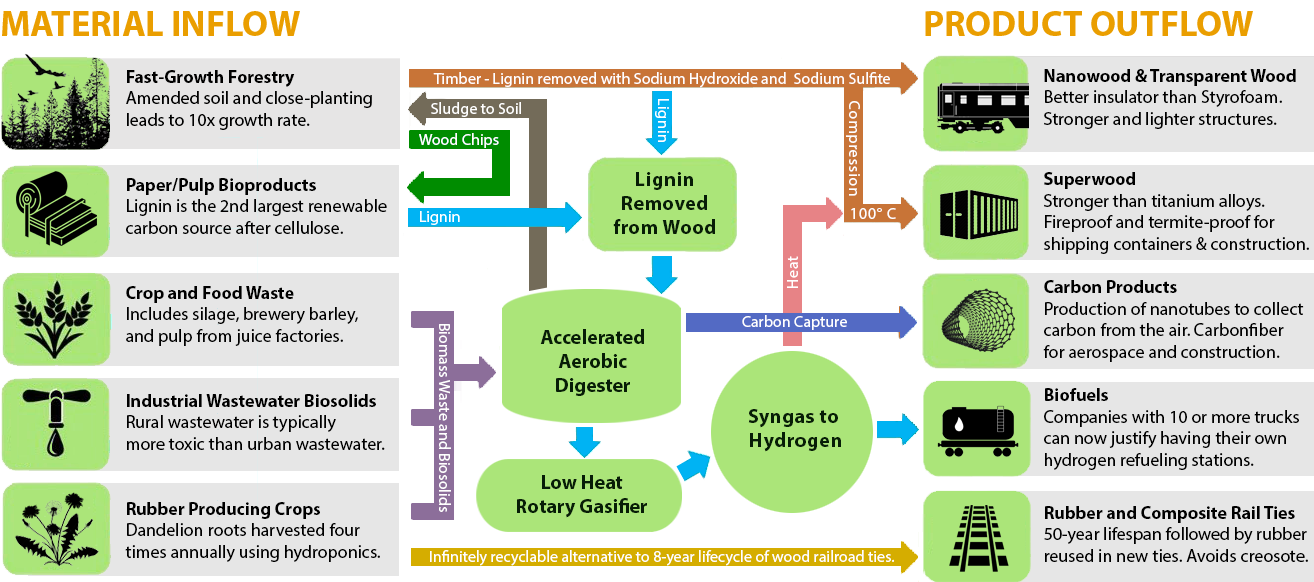 MATERIAL INFLOW
Fast-Growth Forestry
Amended soil and close-planting
leads to 10x growth rate.
Paper/Pulp Bioproducts
Lignin is the 2nd largest renewable
carbon source after cellulose.
Crop and Food Waste
Includes silage, brewery barley,
and pulp from juice factories.
Industrial Wastewater Biosolids
Rural wastewater is typically
more toxic than urban wastewater.
Rubber Producing Crops
Dandelion roots harvested four
times annually using hydroponics.
Timber - Lignin removed with Sodium Hydroxide and Sodium Sulfite
Sludge to Soil
Wood Chips
Lignin
Lignin
Lignin
Removed
from Wood
Compression
100° C
Heat
Carbon Capture
Biomass Waste and Biosolids
Accelerated
Aerobic
Digester
Syngas to
Hydrogen
Low Heat
Rotary Gasifier
Infinitely recyclable alternative to 8-year lifecycle of wood railroad ties.
PRODUCT OUTFLOW
Nanowood & Transparent Wood
Better insulator than Styrofoam.
Stronger and lighter structures.
Superwood
Stronger than titanium alloys.
Fireproof and termite-proof for
shipping containers & construction.
Carbon Products
Production of nanotubes to collect
carbon from the air. Carbonfiber
for aerospace and construction.
Biofuels
Companies with 10 or more trucks
can now justify having their own
hydrogen refueling stations.
Rubber and Composite Rail Ties
50-year lifespan followed by rubber
reused in new ties. Avoids creosote.